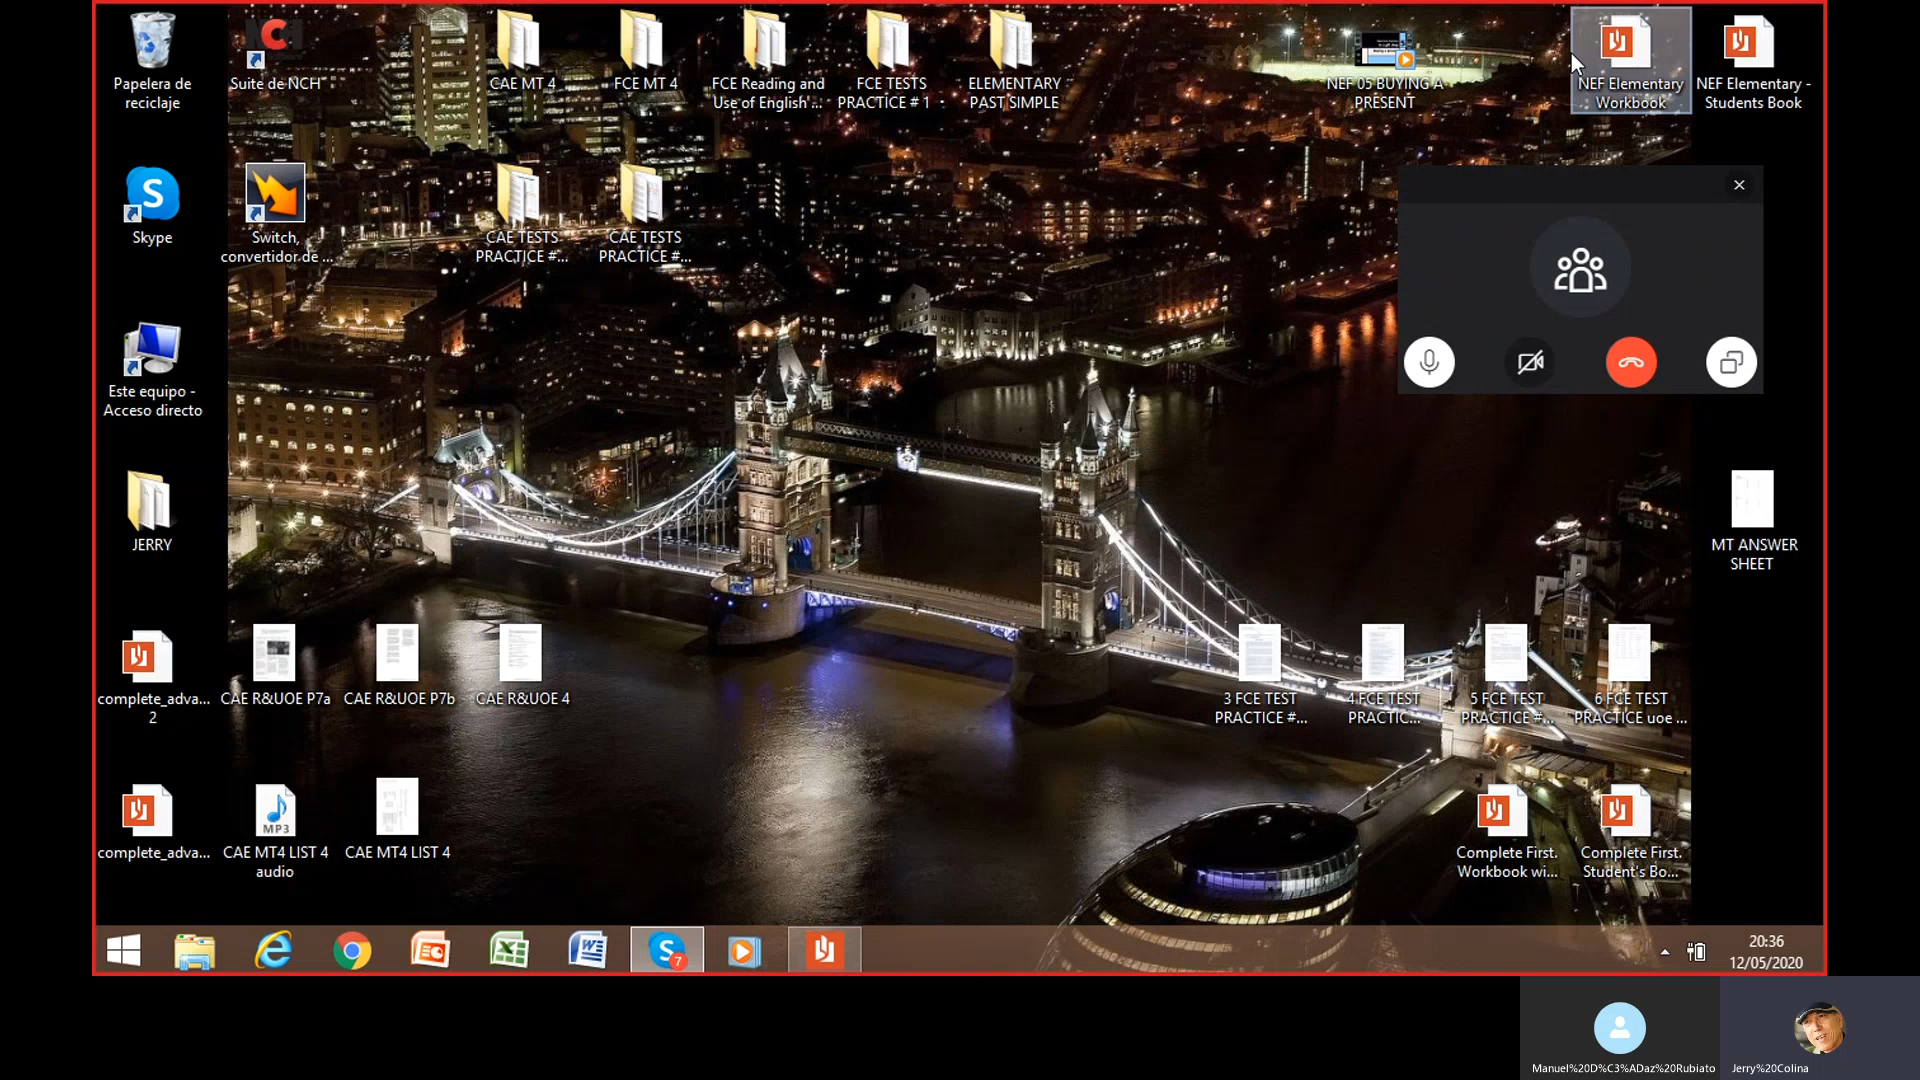 Papelera de
reciclaje
Suite de NCH
CAE MT 4
FCE MT 4
FCE Reading and
Use of English'...
FCE TESTS
PRACTICE # 1 -
ELEMENTARY
PAST SIMPLE
NEF 05 BUYING A
PRESENT
NEF Elementary
Workbook
NEF Elementary -
Students Book
Skype
Switch,
convertidor de ...
CAE TESTS
PRACTICE #...
CAE TESTS
PRACTICE #...
Este equipo -
Acceso directo
JERRY
MT ANSWER
SHEET
complete_adva...
2
CAE R&UOE P7a
CAE R&UOE P7b
CAE R&UOE 4
3 FCE TEST
PRACTICE #...
4 FCE TEST
PRACTIC...
5 FCE TEST
PRACTICE #...
6 FCE TEST
PRACTICE uoe ...
complete_adva...
MP3
CAE MT4 LIST 4
audio
CAE MT4 LIST 4
Complete First.
Workbook wi...
Complete First.
Student's Bo...
7
20:36
12/05/2020
Manuel%20D%C3%ADaz%20Rubiato
Jerry%20Colina